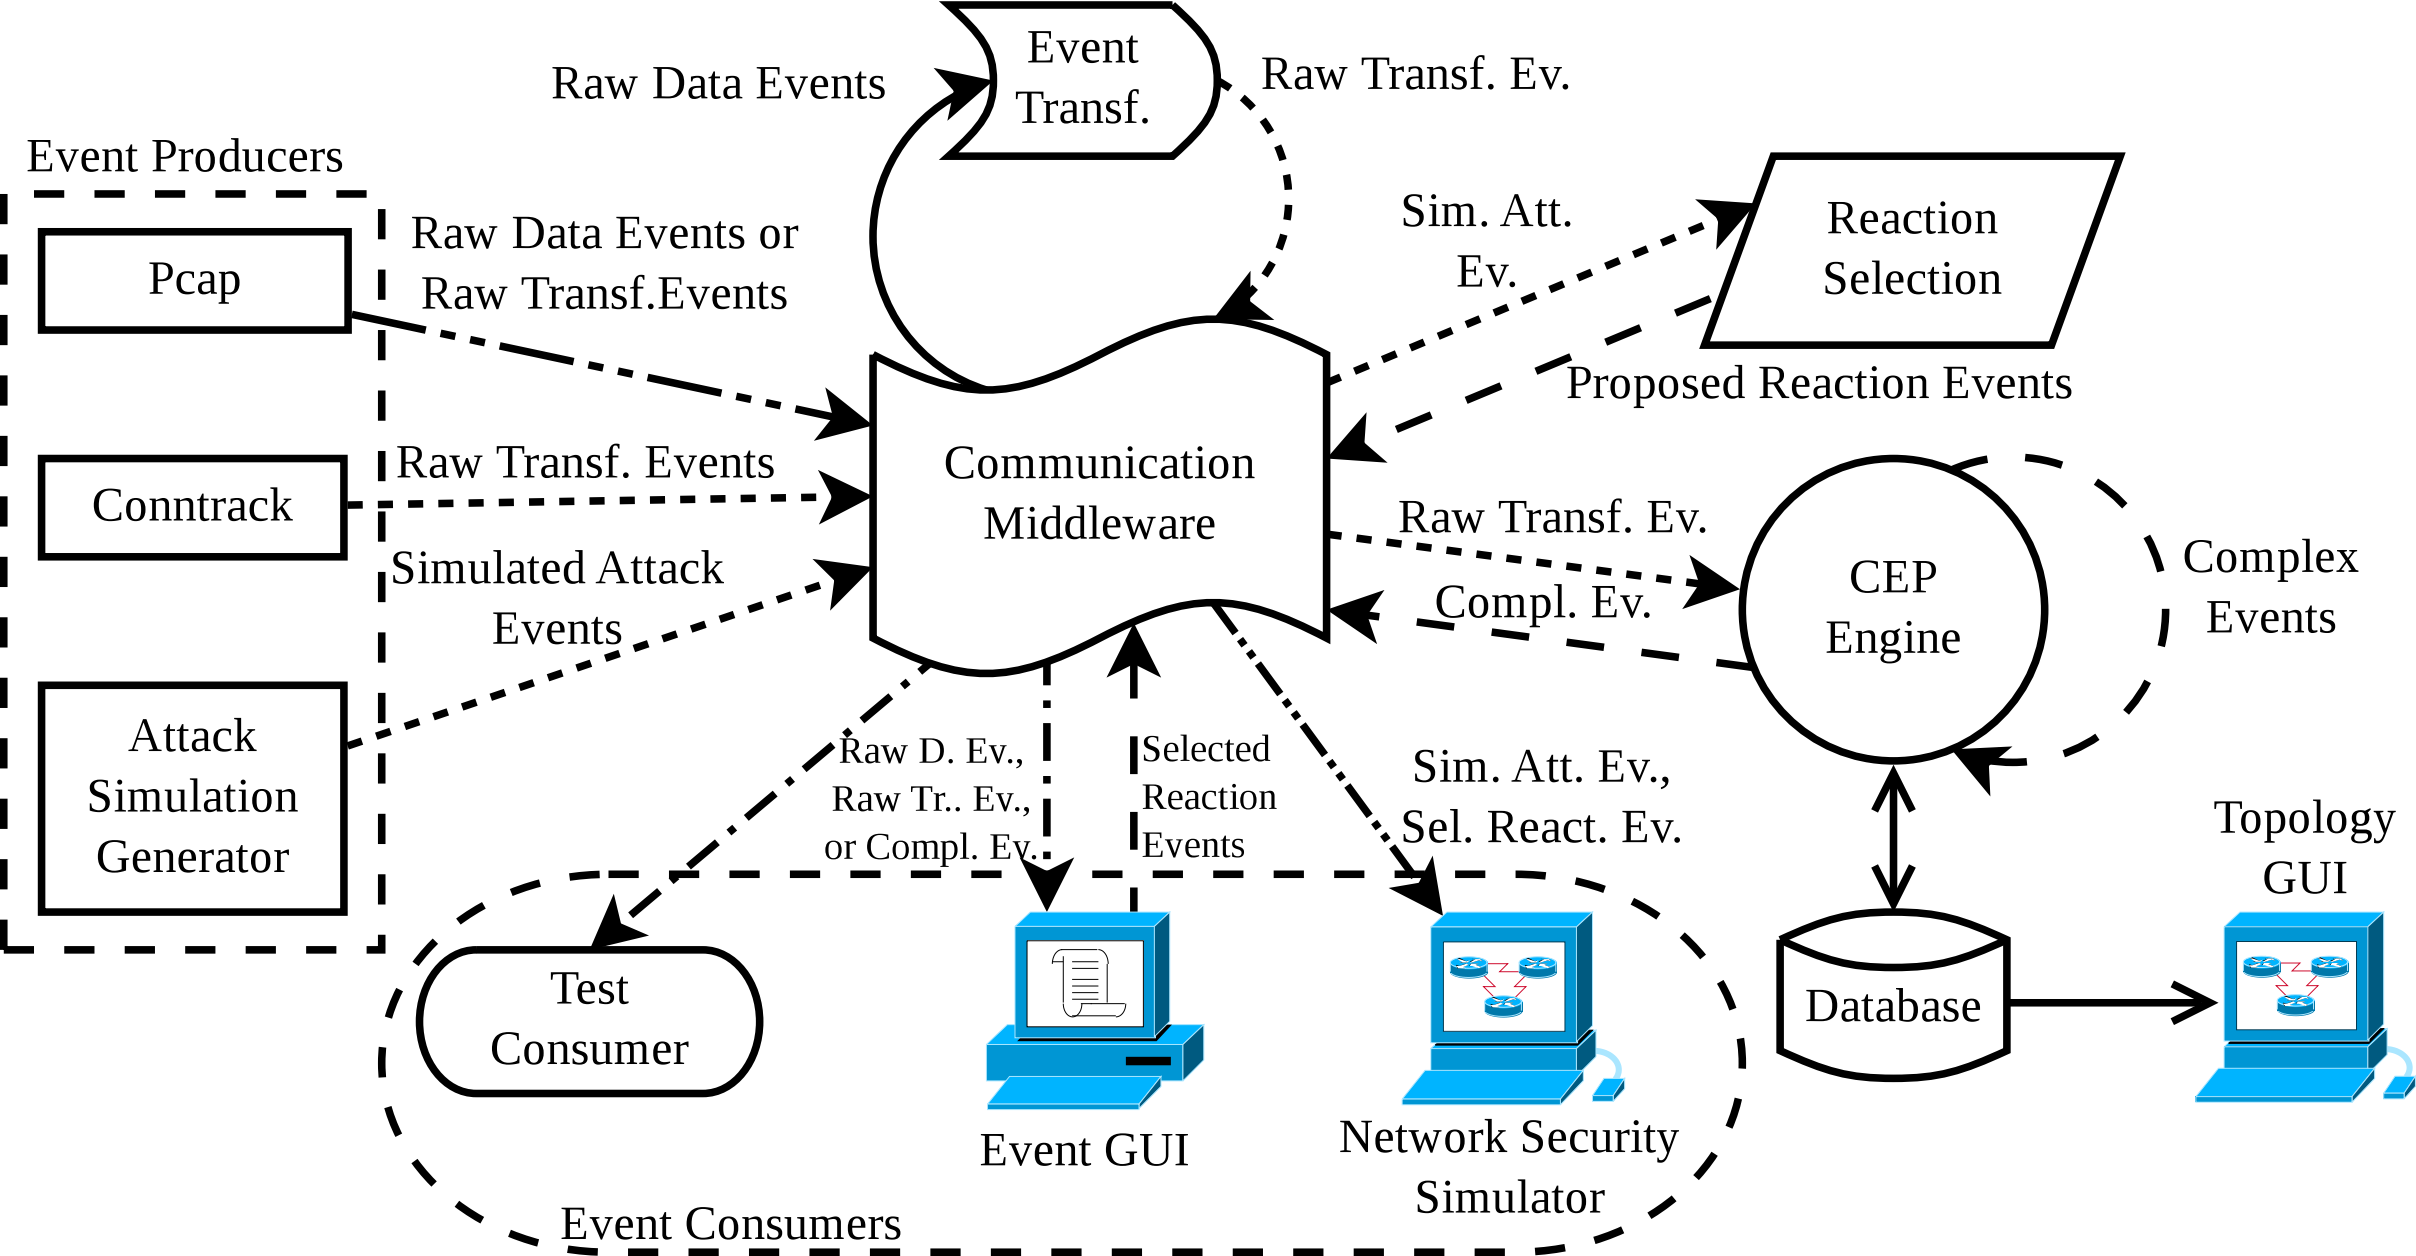 Event
Transf.
Raw Data Events
Raw Transf. Ev.
Event Producers
Pcap
Raw Data Events or
Raw Transf.Events
Sim. Att.
Ev.
Reaction
Selection
Proposed Reaction Events
Conntrack
Raw Transf. Events
Communication
Middleware
Raw Transf. Ev.
Compl. Ev.
CEP
Engine
Complex
Events
Simulated Attack
Events
Attack
Simulation
Generator
Raw D. Ev.,
Raw Tr.. Ev.,
or Compl. Ev.
Selected
Reaction
Events
Sim. Att. Ev.,
Sel. React. Ev.
Topology
GUI
Test
Consumer
Database
Event GUI
Network Security
Simulator
Event Consumers